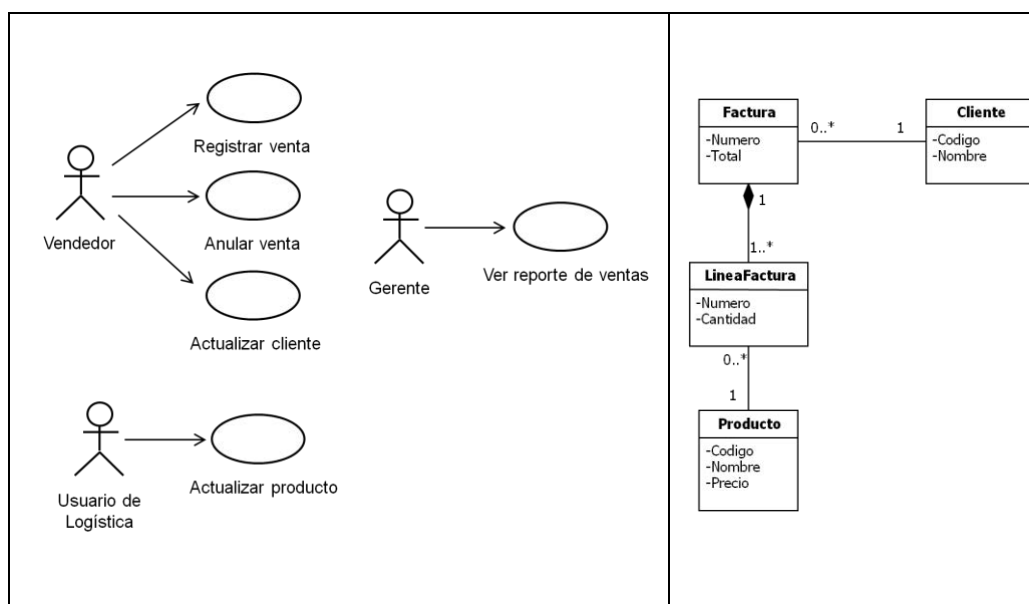 Registrar venta
Vendedor
Anular venta
Actualizar cliente
Gerente
Ver reporte de ventas
Usuario de
Logística
Actualizar producto
Factura
-Numero
-Total
0..*
1
Cliente
-Codigo
-Nombre
1
1..*
LineaFactura
-Numero
-Cantidad
0..*
1
Producto
-Codigo
-Nombre
-Precio